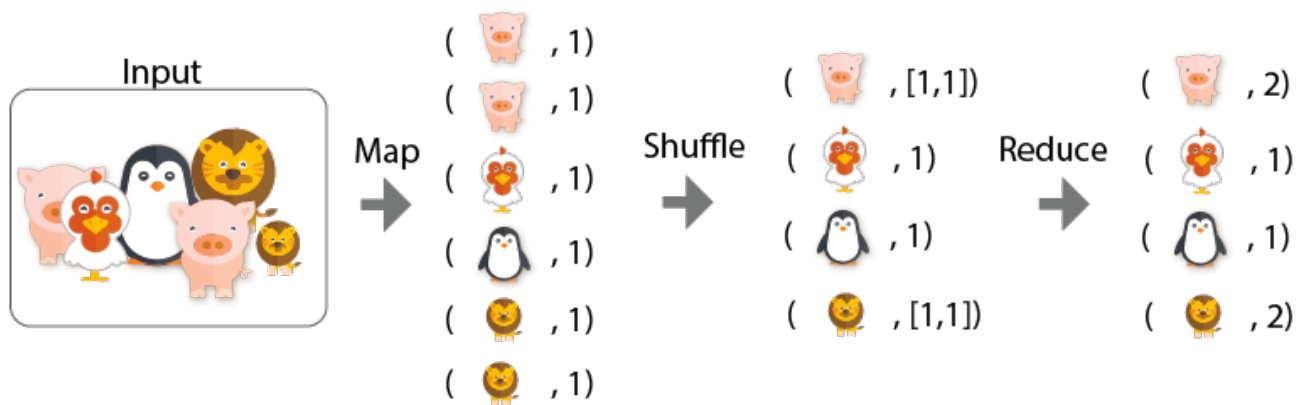 Input
Map
( , 1)
( , 1)
( , 1)
( , 1)
( , 1)
( , 1)
Shuffle
( , [1,1])
( , 1)
( , 1)
( , [1,1])
Reduce
( , 2)
( , 1)
( , 1)
( , 2)